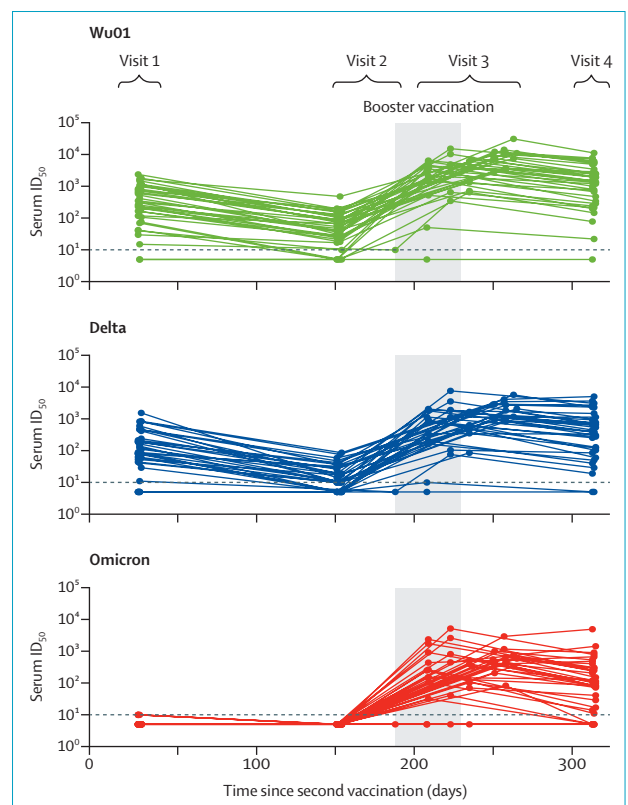 Wu01
Visit 1 Visit 2 Visit 3 Visit 4
Booster vaccination
Serum ID₅₀
10⁵
10⁴
10³
10²
10¹
10⁰
Delta
Serum ID₅₀
10⁵
10⁴
10³
10²
10¹
10⁰
Omicron
Serum ID₅₀
10⁵
10⁴
10³
10²
10¹
10⁰
0 100 200 300
Time since second vaccination (days)